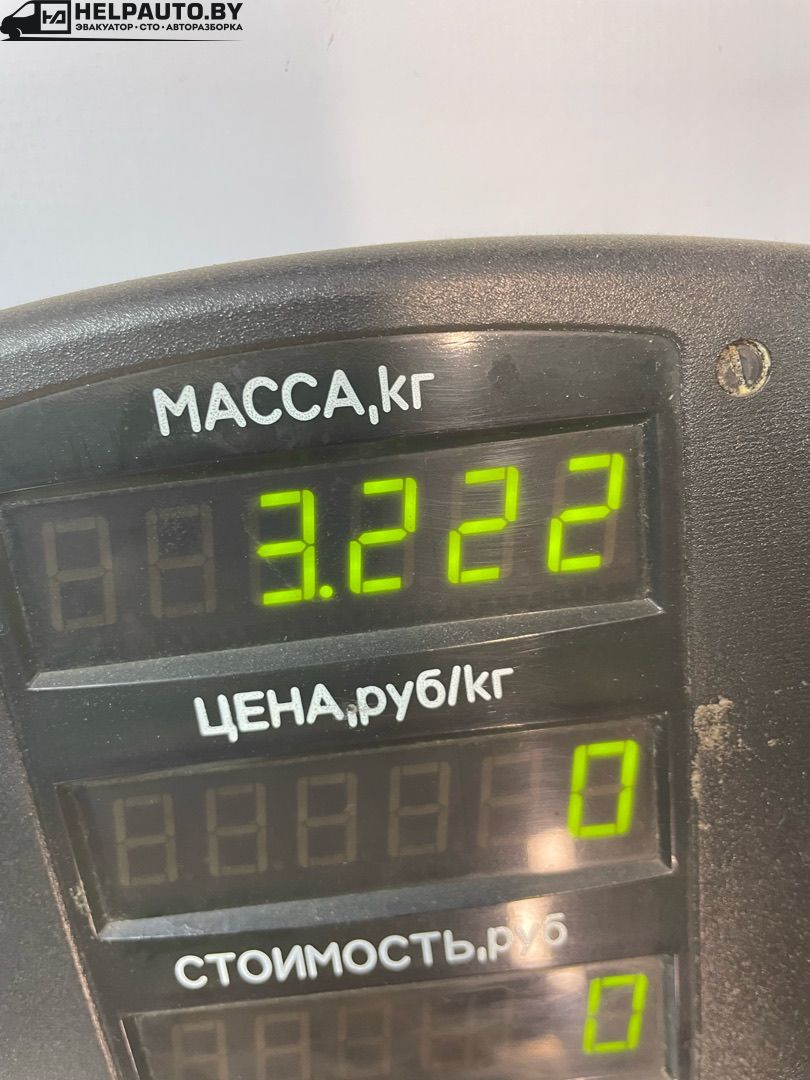 HELPAUTO.BY
ЭВАКУАТОР•СТО•АВТОРАЗБОРКА
МАССА,кг
3.222
ЦЕНА,руб/кг
0
СТОИМОСТЬ,руб
0